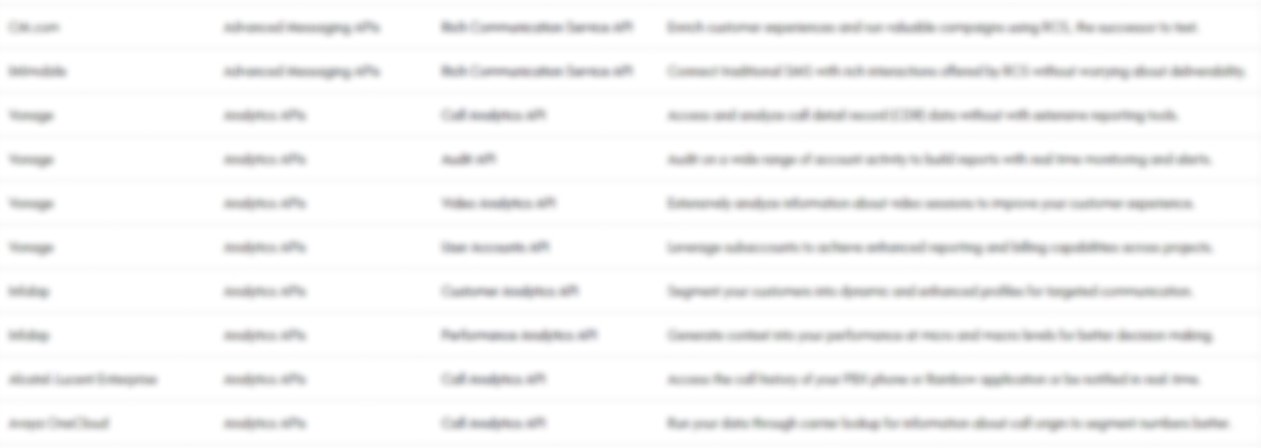 Advanced Messaging APIs Rich Communication Service API Enrich customer experiences and run valuable campaigns using RCS, the successor to text.
Advanced Messaging APIs Rich Communication Service API Connect traditional SMS with rich interactions offered by RCS without worrying about deliverability.
Vonage Analytics APIs Call Analytics API Access and analyze call detail record (CDR) data without with extensive reporting tools.
Vonage Analytics APIs Audit API Audit on a wide range of account activity to build reports with real time monitoring and alerts.
Vonage Analytics APIs Video Analytics API Extensively analyze information about video sessions to improve your customer experience.
Vonage Analytics APIs User Accounts API Leverage subaccounts to achieve enhanced reporting and billing capabilities across projects.
Infobip Analytics APIs Customer Analytics API Segment your customers into dynamic and enhanced profiles for targeted communication.
Infobip Analytics APIs Performance Analytics API Generate context into your performance at micro and macro levels for better decision making.
Alcatel Lucent Enterprise Analytics APIs Call Analytics API Access the call history of your PBX phone or Rainbow application or be notified in real time.
Avaya OneCloud Analytics APIs Call Analytics API Run your data through carrier lookup for information about call origin to segment numbers better.